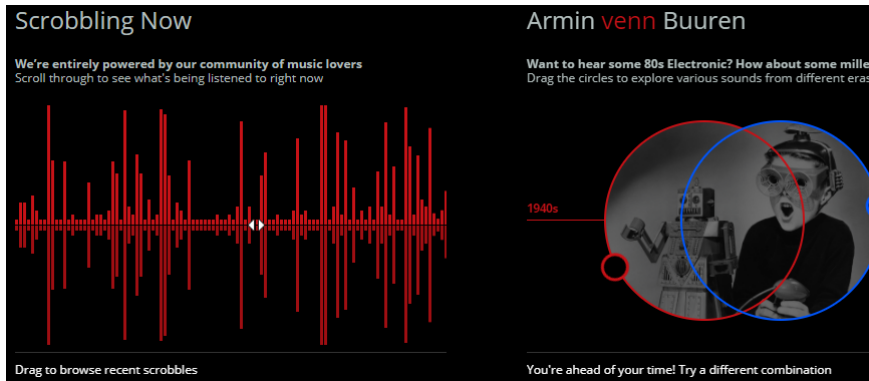 Scrobbling Now
We're entirely powered by our community of music lovers
Scroll through to see what's being listened to right now
Drag to browse recent scrobbles
Armin venn Buuren
Want to hear some 80s Electronic? How about some mille
Drag the circles to explore various sounds from different eras
1940s
You're ahead of your time! Try a different combination